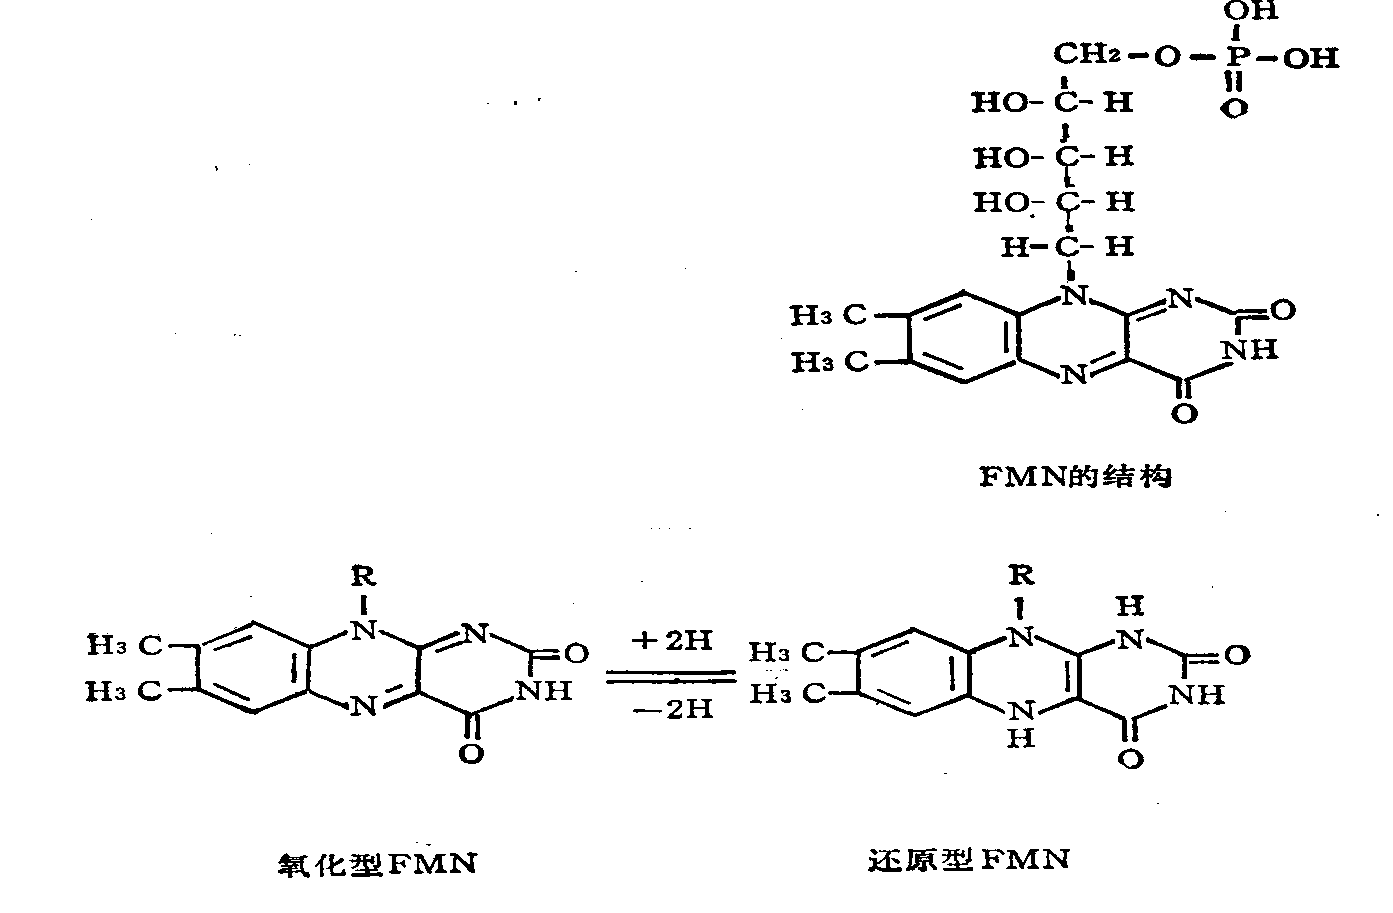 OH
CH2-O-P-OH
O
HO-C-H
HO-C-H
HO-C-H
H-C-H
N N O
H3C
H3C NH
N
O
FMN的结构
R R
H
H3C N N O +2H H3C N N O
H3C N NH -2H H3C N NH
H
O O
氧化型FMN 还原型FMN